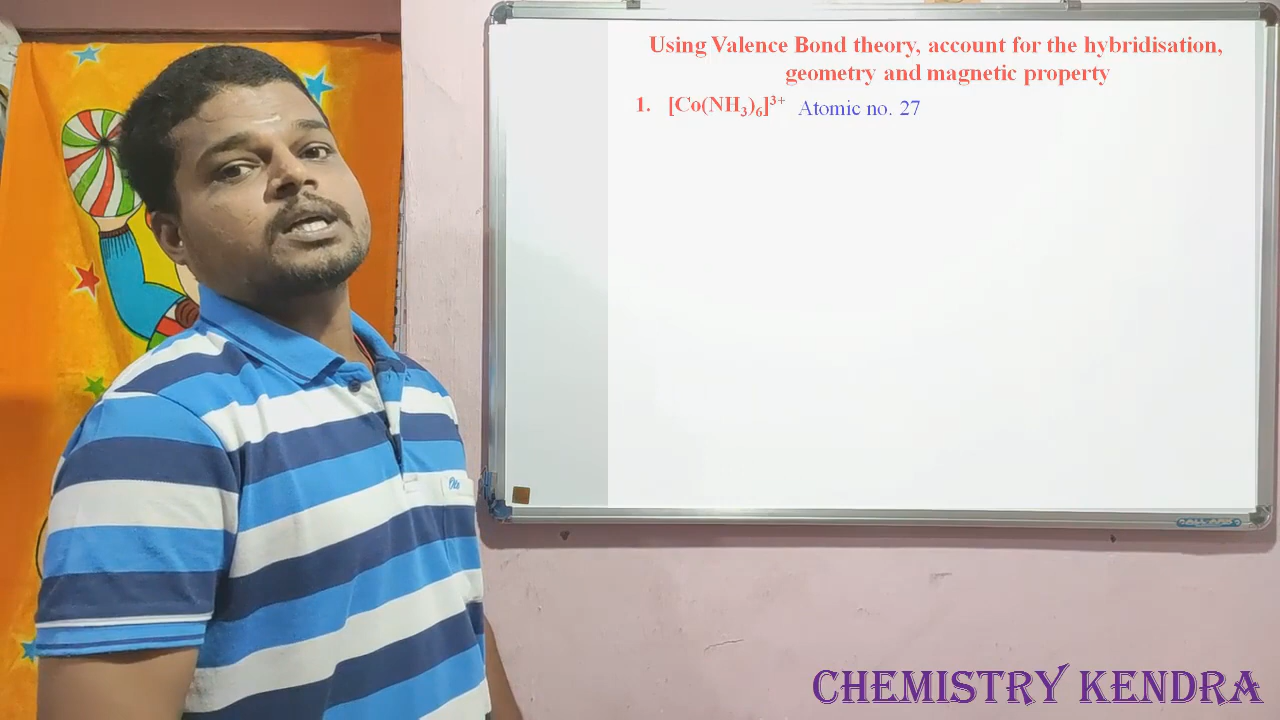 Using Valence Bond theory, account for the hybridisation,
geometry and magnetic property
1. [Co(NH₃)₆]³⁺ Atomic no. 27
CHEMISTRY KENDRA